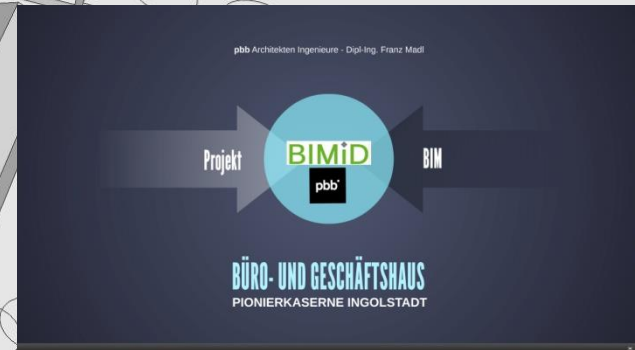 pbb Architekten Ingenieure - Dipl-Ing. Franz Madl
Projekt
BIMiD
BIM
pbb
BÜRO- UND GESCHÄFTSHAUS
PIONIERKASERNE INGOLSTADT